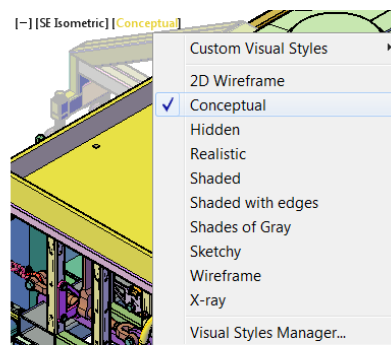 [−] [SE Isometric] [Conceptual]
Custom Visual Styles
2D Wireframe
Conceptual
Hidden
Realistic
Shaded
Shaded with edges
Shades of Gray
Sketchy
Wireframe
X-ray
Visual Styles Manager...